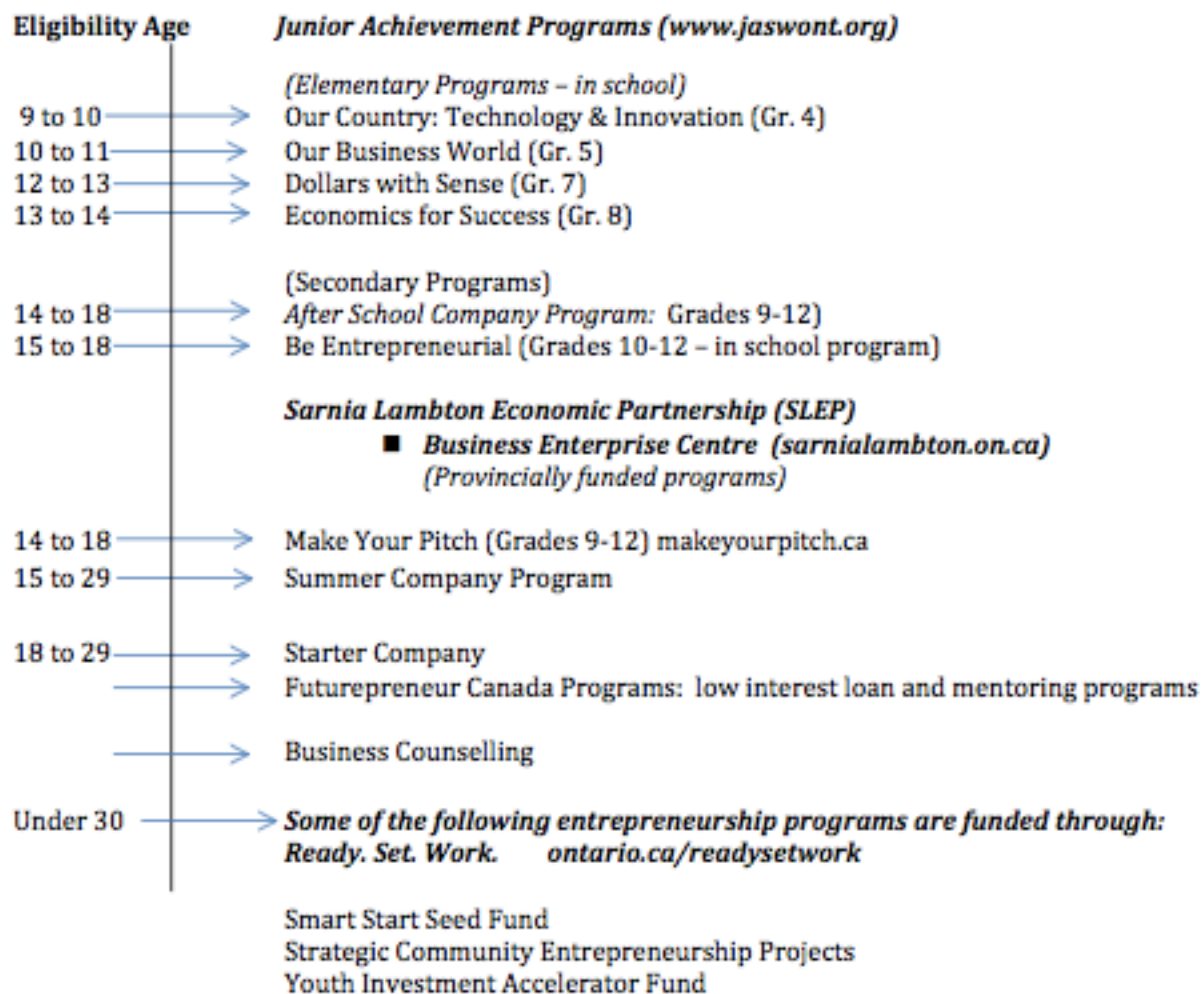 Eligibility Age Junior Achievement Programs (www.jaswont.org)
(Elementary Programs – in school)
9 to 10 Our Country: Technology & Innovation (Gr. 4)
10 to 11 Our Business World (Gr. 5)
12 to 13 Dollars with Sense (Gr. 7)
13 to 14 Economics for Success (Gr. 8)
(Secondary Programs)
14 to 18 After School Company Program: Grades 9-12)
15 to 18 Be Entrepreneurial (Grades 10-12 – in school program)
Sarnia Lambton Economic Partnership (SLEP)
■ Business Enterprise Centre (sarnialambton.on.ca)
(Provincially funded programs)
14 to 18 Make Your Pitch (Grades 9-12) makeyourpitch.ca
15 to 29 Summer Company Program
18 to 29 Starter Company
Futurepreneur Canada Programs: low interest loan and mentoring programs
Business Counselling
Under 30 Some of the following entrepreneurship programs are funded through:
Ready. Set. Work. ontario.ca/readysetwork
Smart Start Seed Fund
Strategic Community Entrepreneurship Projects
Youth Investment Accelerator Fund